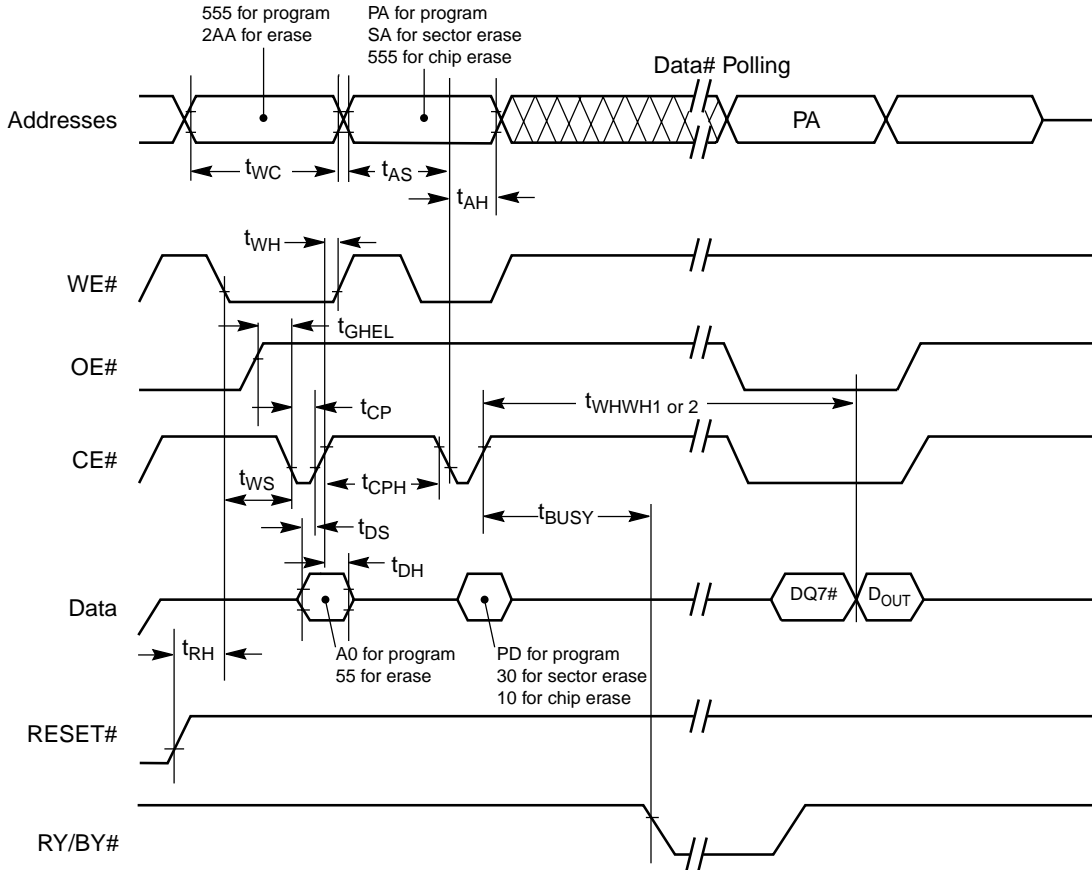 555 for program
2AA for erase
PA for program
SA for sector erase
555 for chip erase
Data# Polling
Addresses
PA
tWC
tAS
tAH
tWH
WE#
tGHEL
OE#
tWHWH1 or 2
tCP
CE#
tWS
tCPH
tBUSY
tDS
tDH
Data
DQ7#
DOUT
tRH
A0 for program
55 for erase
PD for program
30 for sector erase
10 for chip erase
RESET#
RY/BY#